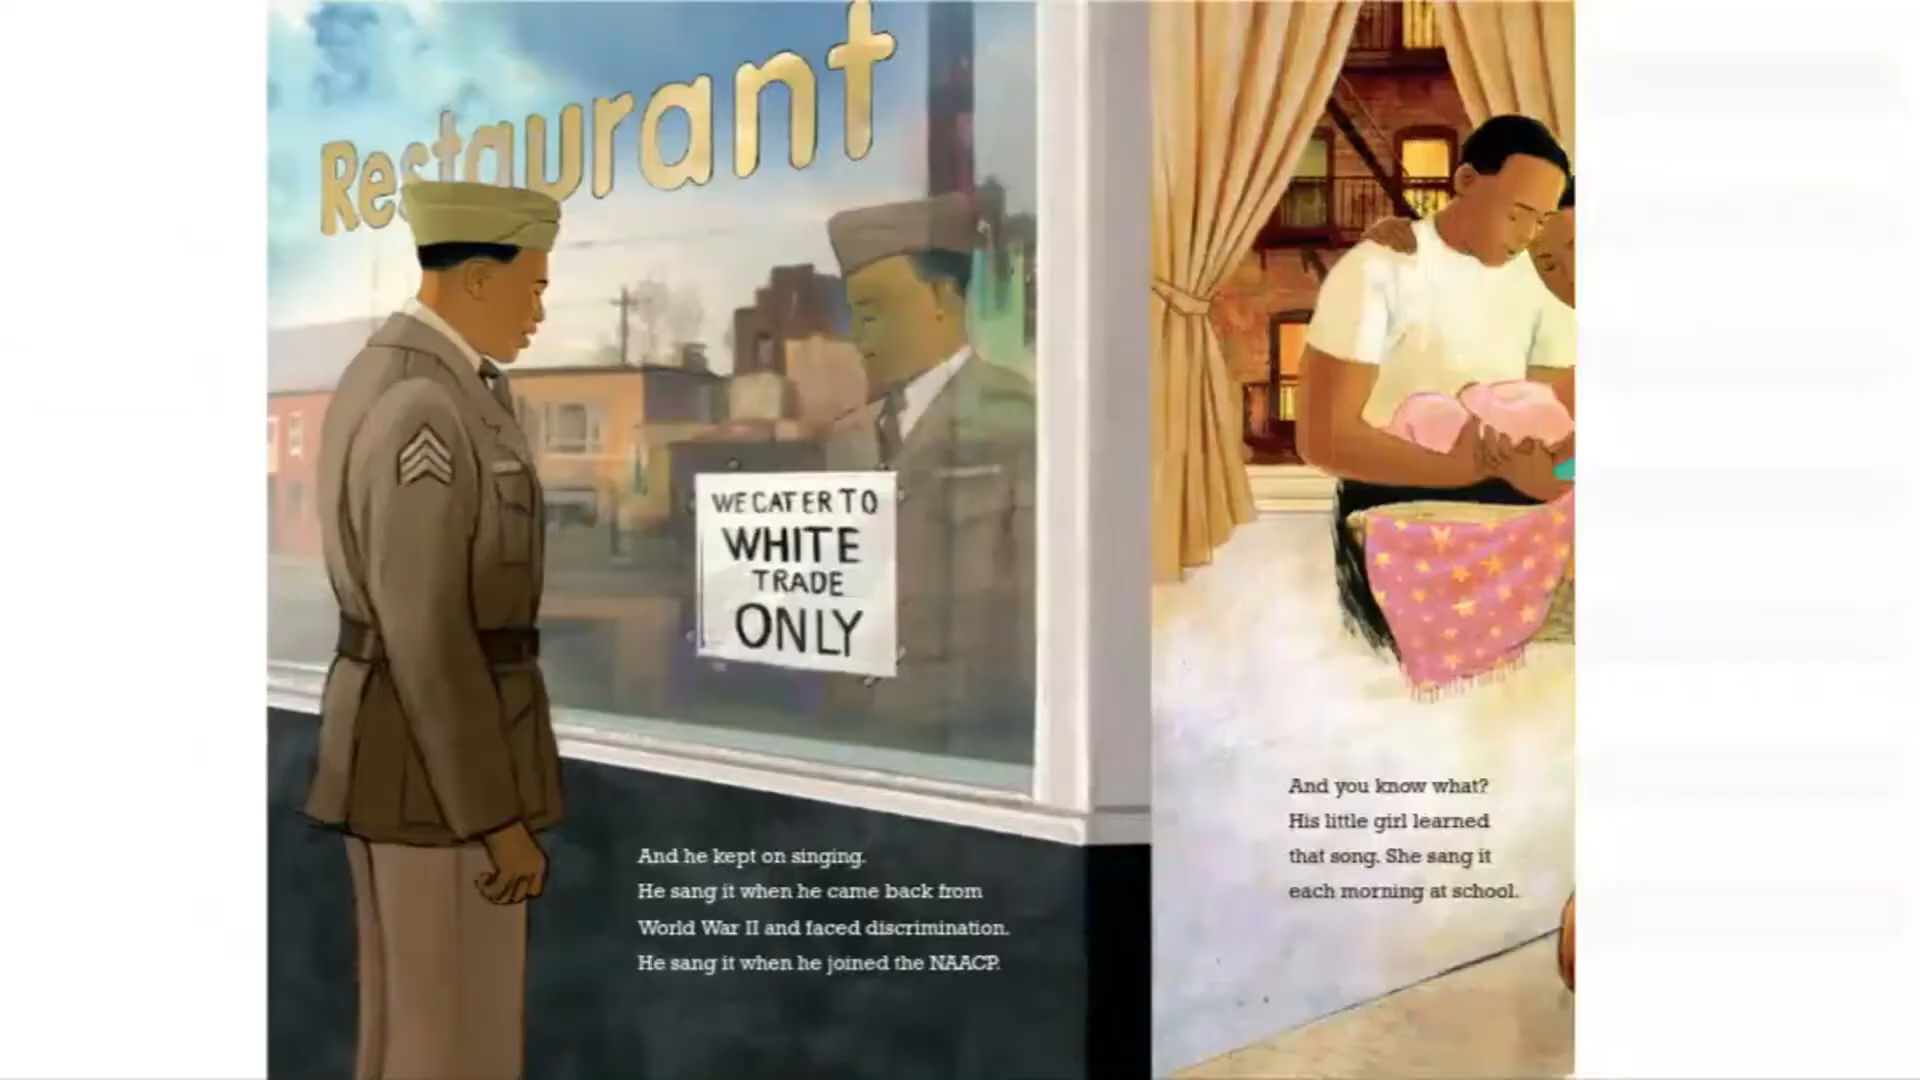 Restaurant
WE CATER TO
WHITE
TRADE
ONLY
And he kept on singing.
He sang it when he came back from
World War II and faced discrimination.
He sang it when he joined the NAACP.
And you know what?
His little girl learned
that song. She sang it
each morning at school.